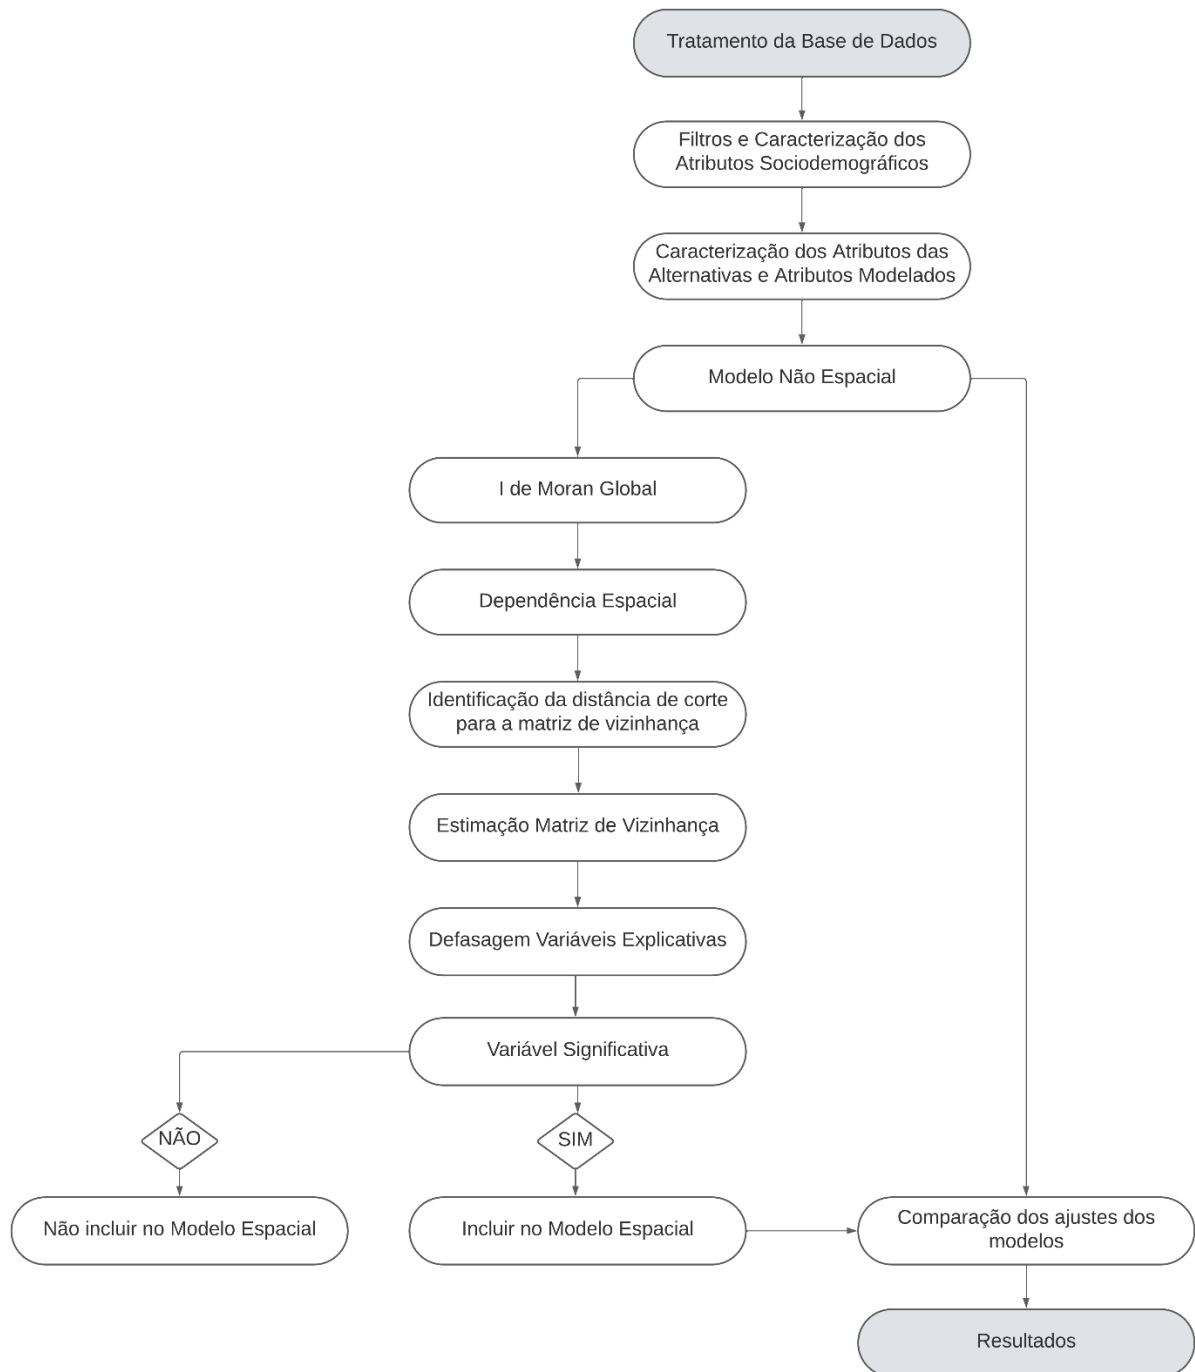 Tratamento da Base de Dados
Filtros e Caracterização dos
Atributos Sociodemográficos
Caracterização dos Atributos das
Alternativas e Atributos Modelados
Modelo Não Espacial
I de Moran Global
Dependência Espacial
Identificação da distância de corte
para a matriz de vizinhança
Estimação Matriz de Vizinhança
Defasagem Variáveis Explicativas
Variável Significativa
NÃO
SIM
Não incluir no Modelo Espacial
Incluir no Modelo Espacial
Comparação dos ajustes dos
modelos
Resultados